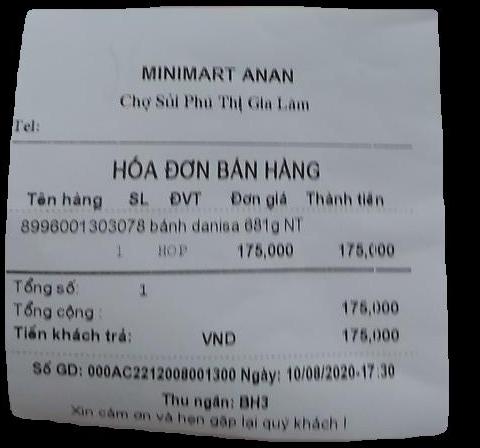 MINIMART ANAN
Chợ Sủi Phú Thị Gia Lâm
Tel:
HÓA ĐƠN BÁN HÀNG
Tên hàng SL ĐVT Đơn giá Thành tiền
8996001303078 bánh danisa 681g NT
1 HOP 175,000 175,000
Tổng số: 1
Tổng cộng : 175,000
Tiền khách trả: VND 175,000
Số GD: 000AC2212008001300 Ngày: 10/08/2020-17:30
Thu ngân: BH3
Xin cảm ơn và hẹn gặp lại quý khách !